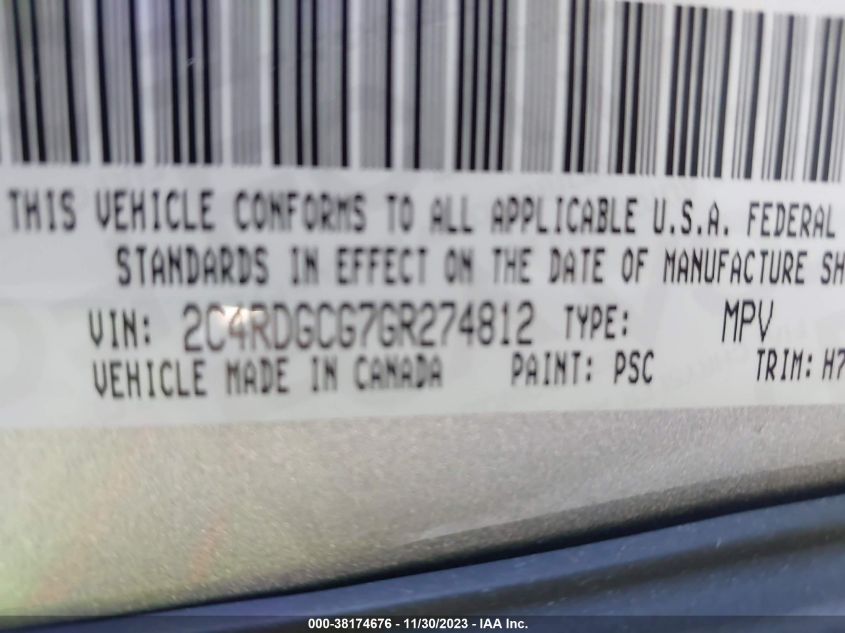 THIS VEHICLE CONFORMS TO ALL APPLICABLE U.S.A. FEDERAL
STANDARDS IN EFFECT ON THE DATE OF MANUFACTURE SH
VIN: 2C4RDGCG7GR274812 TYPE: MPV
VEHICLE MADE IN CANADA PAINT: PSC TRIM: H7
000-38174676 - 11/30/2023 - IAA Inc.